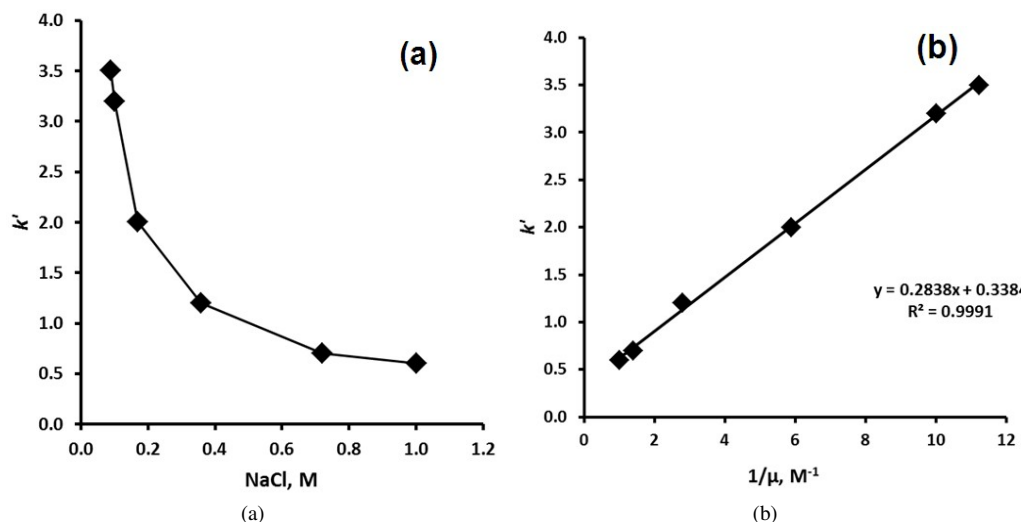 4.0
3.5
3.0
2.5
2.0
1.5
1.0
0.5
0.0
k'
0.0 0.2 0.4 0.6 0.8 1.0 1.2
NaCl, M
(a)
(a)
4.0
3.5
3.0
2.5
2.0
1.5
1.0
0.5
0.0
k'
(b)
y = 0.2838x + 0.3384
R² = 0.9991
0 2 4 6 8 10 12
1/μ, M⁻¹
(b)